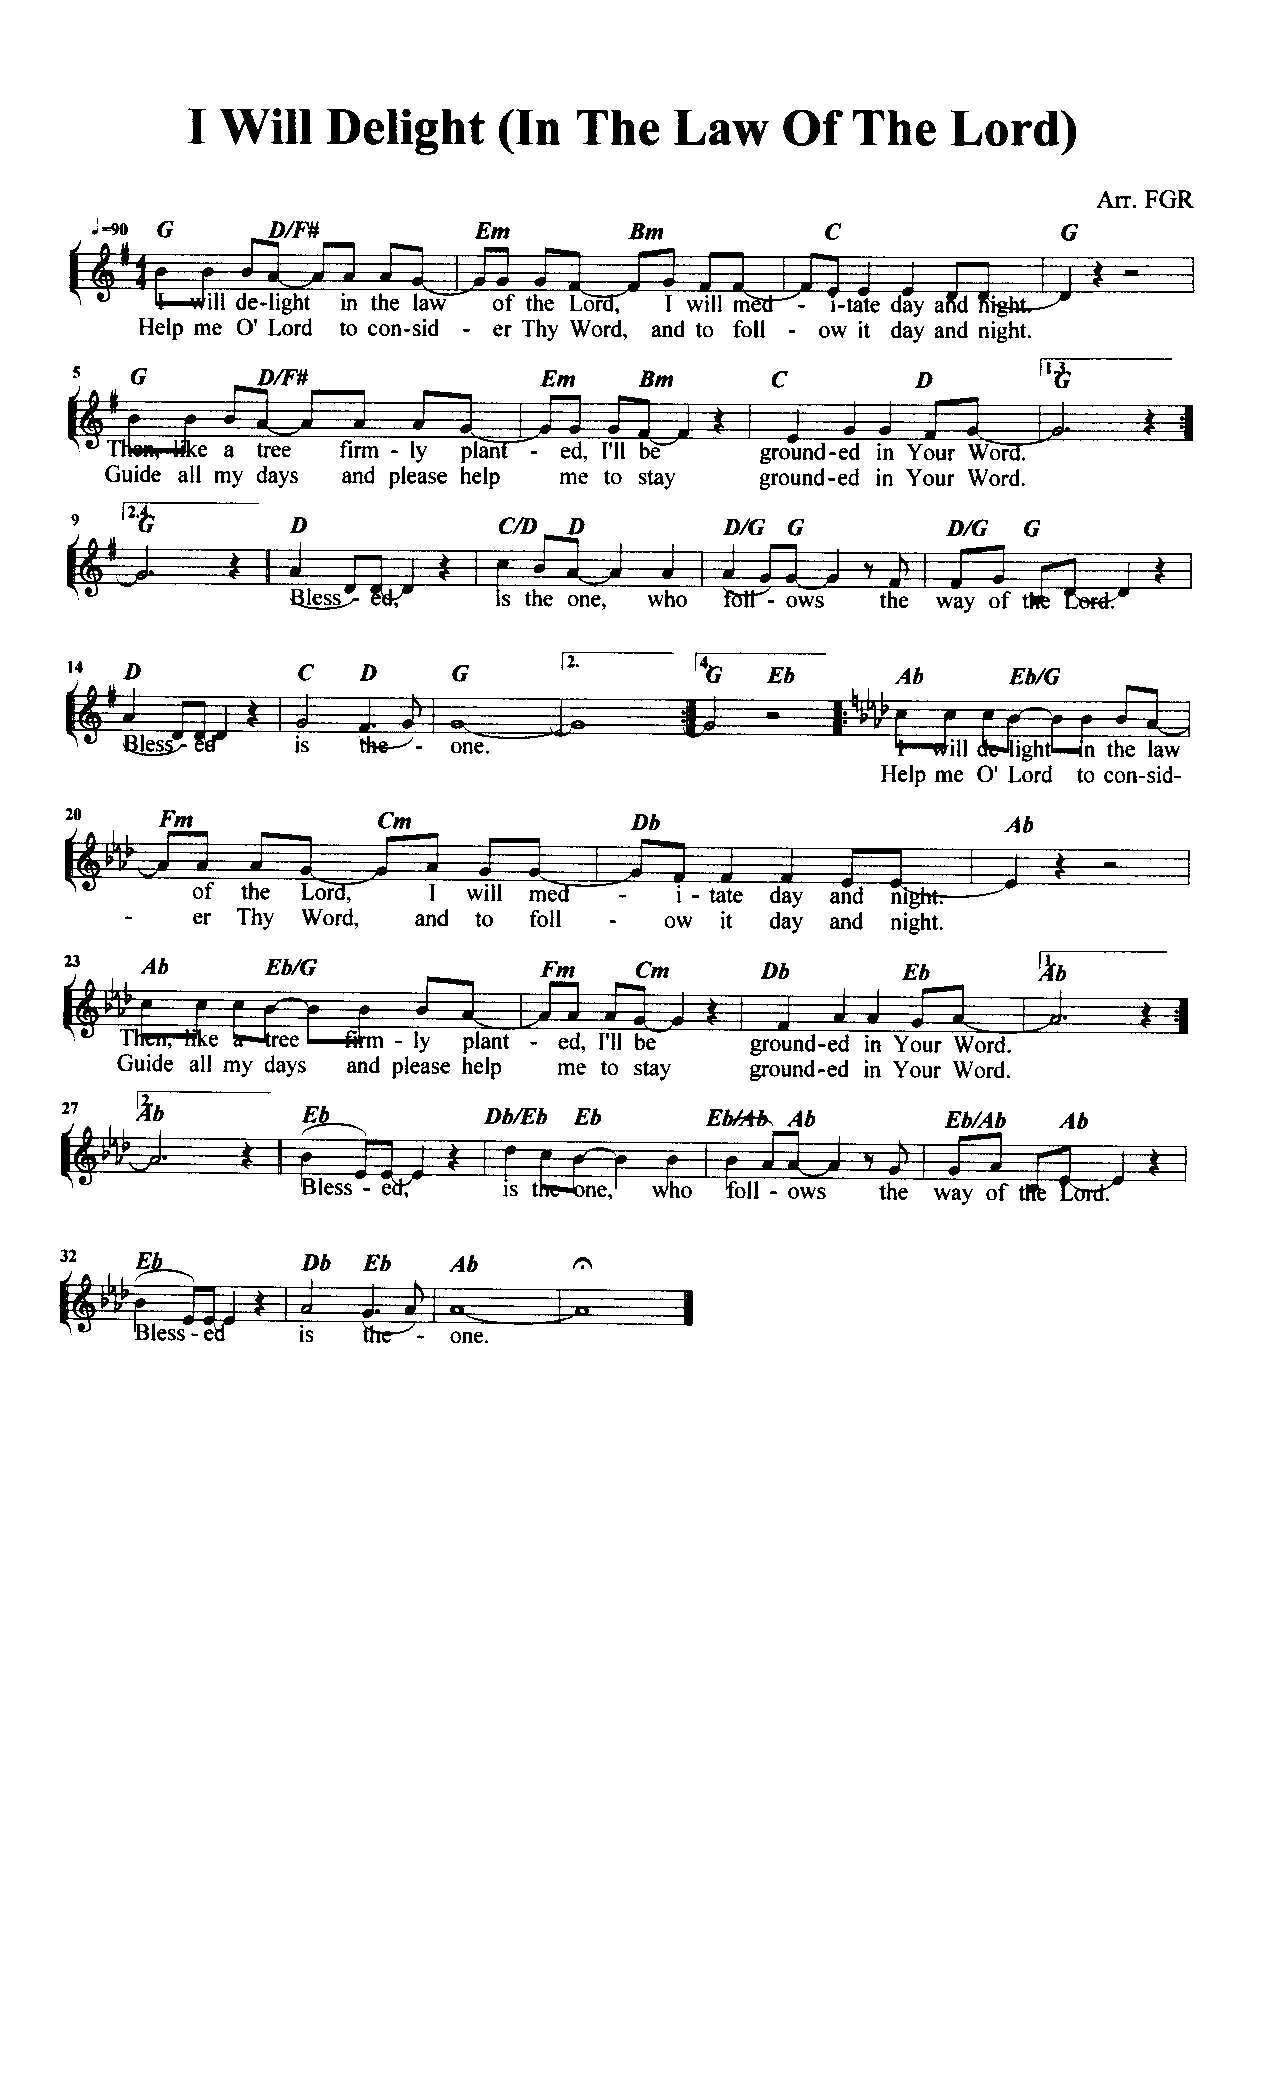 I Will Delight (In The Law Of The Lord)
Arr. FGR
♩=90 G D/F# Em Bm C G
I will de-light in the law of the Lord, I will med - i-tate day and night.
Help me O' Lord to con-sid - er Thy Word, and to foll - ow it day and night.
5 G D/F# Em Bm C D 1.3. G
Then, like a tree firm - ly plant - ed, I'll be ground-ed in Your Word.
Guide all my days and please help me to stay ground-ed in Your Word.
9 2.4. G D C/D D D/G G D/G G
Bless - ed, is the one, who foll - ows the way of the Lord.
14 D C D G 2. 4. G Eb Ab Eb/G
Bless - ed is the - one. I will de-light in the law
Help me O' Lord to con-sid-
20 Fm Cm Db Ab
of the Lord, I will med - i - tate day and night.
- er Thy Word, and to foll - ow it day and night.
23 Ab Eb/G Fm Cm Db Eb 1. Ab
Then, like a tree firm - ly plant - ed, I'll be ground-ed in Your Word.
Guide all my days and please help me to stay ground-ed in Your Word.
27 2. Ab Eb Db/Eb Eb Eb/Ab Ab Eb/Ab Ab
Bless - ed, is the one, who foll - ows the way of the Lord.
32 Eb Db Eb Ab
Bless - ed is the - one.